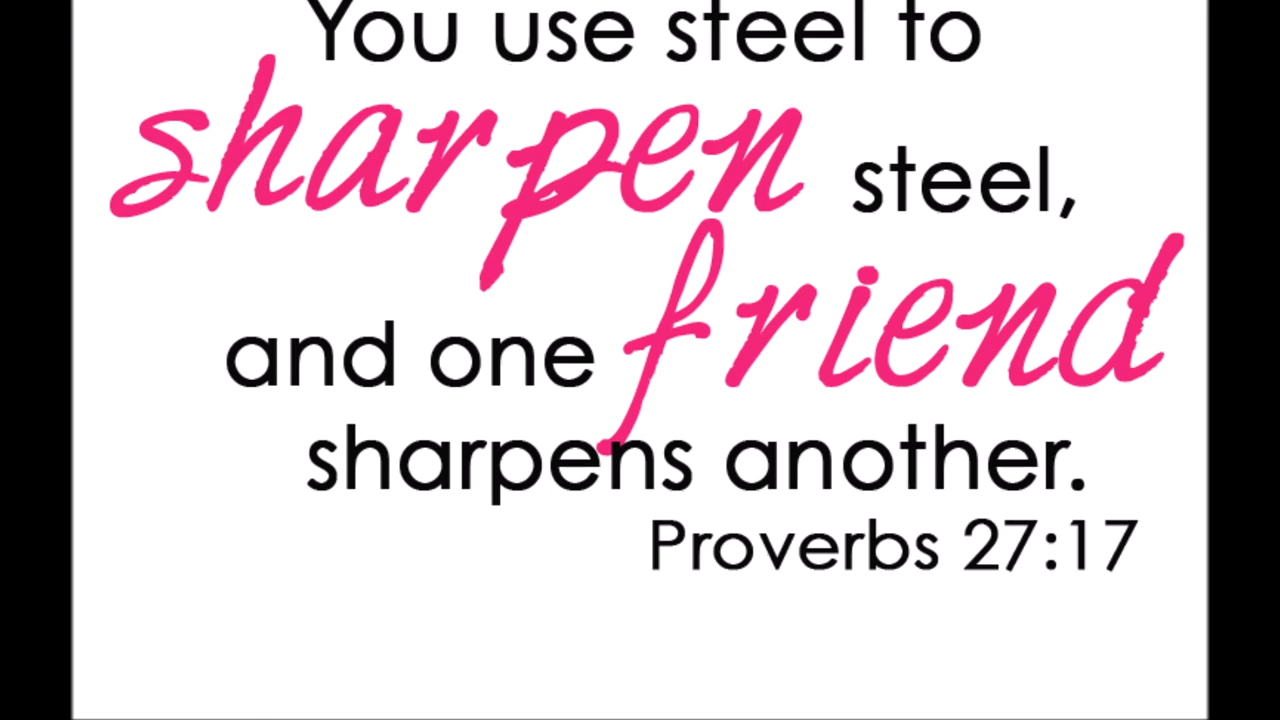 You use steel to
sharpen steel,
and one friend
sharpens another.
Proverbs 27:17